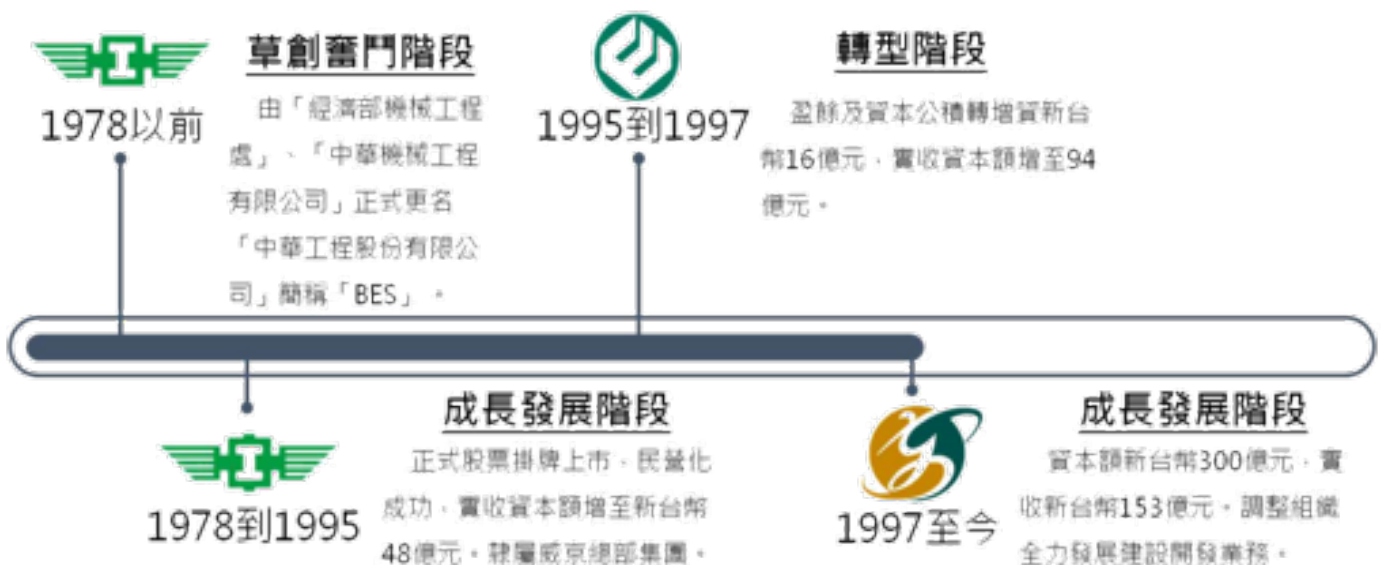 草創奮鬥階段
1978以前
由「經濟部機械工程
處」、「中華機械工程
有限公司」正式更名
「中華工程股份有限公
司」簡稱「BES」。
轉型階段
1995到1997
盈餘及資本公積轉增資新台
幣16億元，實收資本額增至94
億元。
成長發展階段
1978到1995
正式股票掛牌上市，民營化
成功，實收資本額增至新台幣
48億元。隸屬威京總部集團。
成長發展階段
1997至今
資本額新台幣300億元，實
收新台幣153億元。調整組織
全力發展建設開發業務。